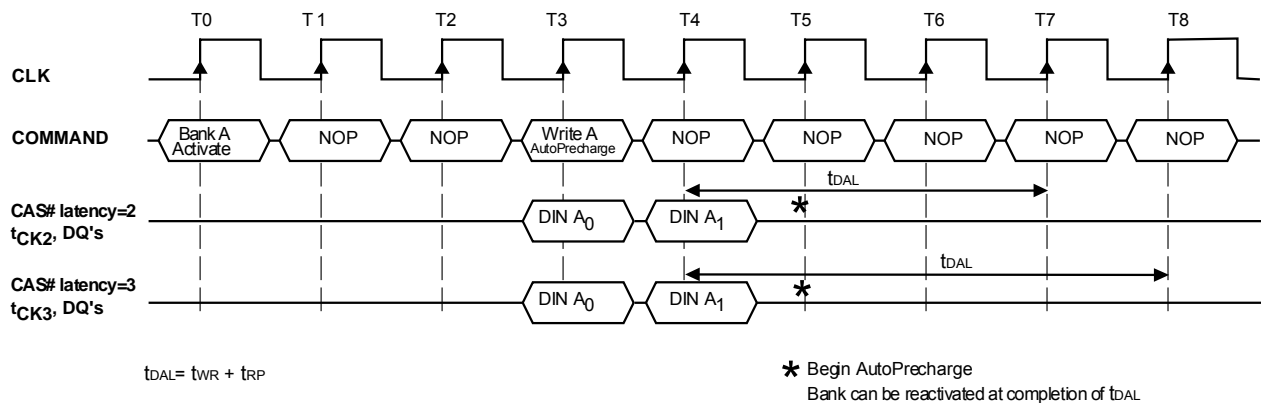 T0 T1 T2 T3 T4 T5 T6 T7 T8
CLK
COMMAND
Bank A Activate NOP NOP Write A AutoPrecharge NOP NOP NOP NOP NOP
tDAL
CAS# latency=2
tCK2, DQ's
DIN A0 DIN A1 *
tDAL
CAS# latency=3
tCK3, DQ's
DIN A0 DIN A1 *
tDAL= tWR + tRP
* Begin AutoPrecharge
Bank can be reactivated at completion of tDAL